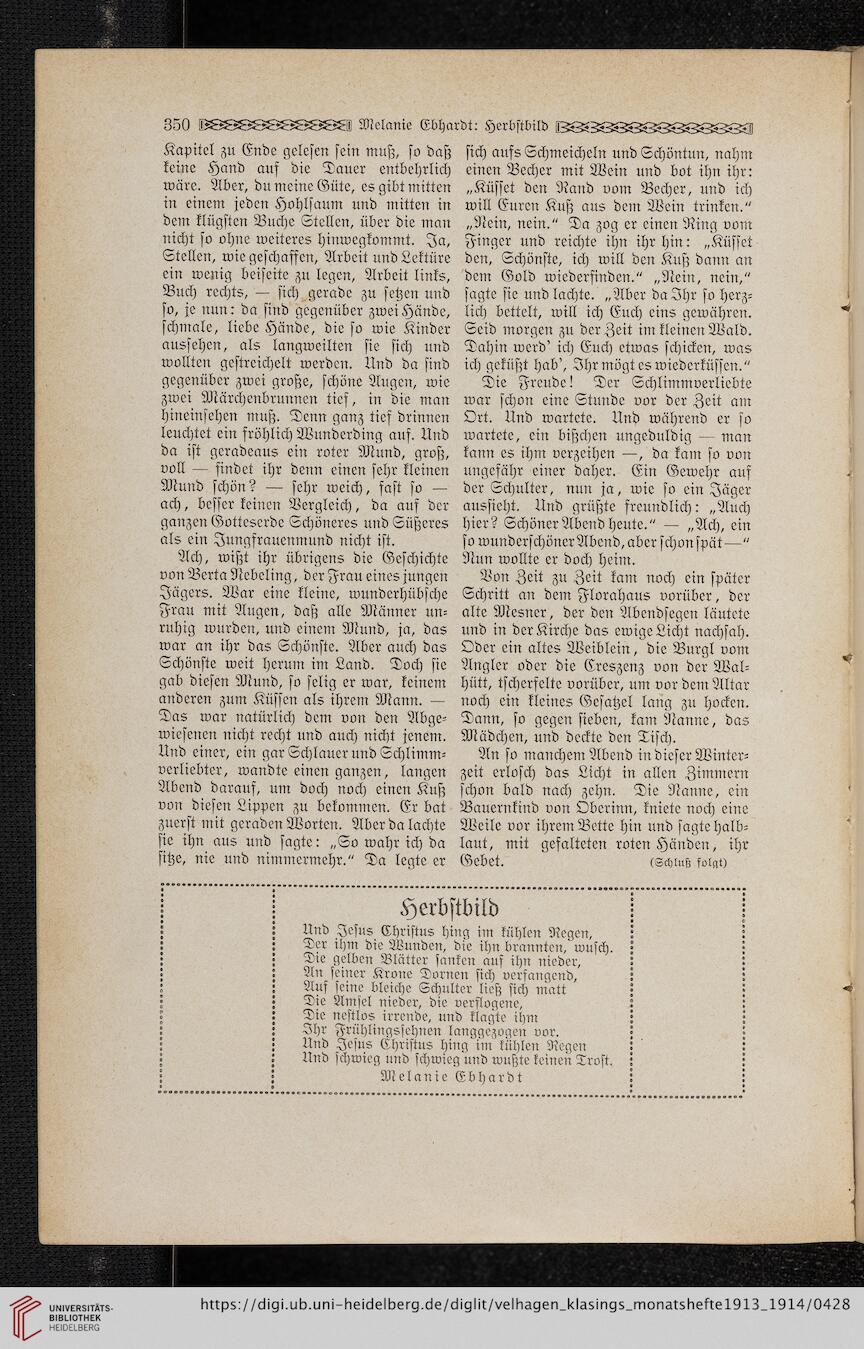 350 Melanie Ebhardt: Herbstbild
Kapitel zu Ende gelesen sein muß, so daß
keine Hand auf die Dauer entbehrlich
wäre. Aber, du meine Güte, es gibt mitten
in einem jeden Hohlsaum und mitten in
dem klügsten Buche Stellen, über die man
nicht so ohne weiteres hinwegkommt. Ja,
Stellen, wie geschaffen, Arbeit und Lektüre
ein wenig beiseite zu legen, Arbeit links,
Buch rechts, — sich gerade zu setzen und
so, je nun: da sind gegenüber zwei Hände,
schmale, liebe Hände, die so wie Kinder
aussehen, als langweilten sie sich und
wollten gestreichelt werden. Und da sind
gegenüber zwei große, schöne Augen, wie
zwei Märchenbrunnen tief, in die man
hineinsehen muß. Denn ganz tief drinnen
leuchtet ein fröhlich Wunderding auf. Und
da ist geradeaus ein roter Mund, groß,
voll — findet ihr denn einen sehr kleinen
Mund schön? — sehr weich, fast so —
ach, besser keinen Vergleich, da auf der
ganzen Gotteserde Schöneres und Süßeres
als ein Jungfrauenmund nicht ist.
Ach, wißt ihr übrigens die Geschichte
von Berta Nebeling, der Frau eines jungen
Jägers. War eine kleine, wunderhübsche
Frau mit Augen, daß alle Männer un-
ruhig wurden, und einem Mund, ja, das
war an ihr das Schönste. Aber auch das
Schönste weit herum im Land. Doch sie
gab diesen Mund, so selig er war, keinem
anderen zum Küssen als ihrem Mann. —
Das war natürlich dem von den Abge-
wiesenen nicht recht und auch nicht jenem.
Und einer, ein gar Schlauer und Schlimm-
verliebter, wandte einen ganzen, langen
Abend darauf, um doch noch einen Kuß
von diesen Lippen zu bekommen. Er bat
zuerst mit geraden Worten. Aber da lachte
sie ihn aus und sagte: „So wahr ich da
sitze, nie und nimmermehr.“ Da legte er
sich aufs Schmeicheln und Schöntun, nahm
einen Becher mit Wein und bot ihn ihr:
„Küsset den Rand vom Becher, und ich
will Euren Kuß aus dem Wein trinken.“
„Nein, nein.“ Da zog er einen Ring vom
Finger und reichte ihn ihr hin: „Küsset
den, Schönste, ich will den Kuß dann an
dem Gold wiederfinden.“ „Nein, nein,“
sagte sie und lachte. „Aber da Ihr so herz-
lich bettelt, will ich Euch eins gewähren.
Seid morgen zu der Zeit im kleinen Wald.
Dahin werd' ich Euch etwas schicken, was
ich geküßt hab', Ihr mögt es wiederküssen.“
Die Freude! Der Schlimmverliebte
war schon eine Stunde vor der Zeit am
Ort. Und wartete. Und während er so
wartete, ein bißchen ungeduldig — man
kann es ihm verzeihen —, da kam so von
ungefähr einer daher. Ein Gewehr auf
der Schulter, nun ja, wie so ein Jäger
aussieht. Und grüßte freundlich: „Auch
hier? Schöner Abend heute.“ — „Ach, ein
so wunderschöner Abend, aber schon spät—“
Nun wollte er doch heim.
Von Zeit zu Zeit kam noch ein später
Schritt an dem Florahaus vorüber, der
alte Mesner, der den Abendsegen läutete
und in der Kirche das ewige Licht nachsah.
Oder ein altes Weiblein, die Burgl vom
Angler oder die Creszenz von der Wal-
hütt, tscherfelte vorüber, um vor dem Altar
noch ein kleines Gesatzel lang zu hocken.
Dann, so gegen sieben, kam Nanne, das
Mädchen, und deckte den Tisch.
An so manchem Abend in dieser Winter-
zeit erlosch das Licht in allen Zimmern
schon bald nach zehn. Die Nanne, ein
Bauernkind von Oberinn, kniete noch eine
Weile vor ihrem Bette hin und sagte halb-
laut, mit gefalteten roten Händen, ihr
Gebet. (Schluß folgt)
Herbstbild
Und Jesus Christus hing im kühlen Regen,
Der ihm die Wunden, die ihn brannten, wusch.
Die gelben Blätter sanken auf ihn nieder,
An seiner Krone Dornen sich verfangend,
Auf seine bleiche Schulter ließ sich matt
Die Amsel nieder, die verflogene,
Die nestlos irrende, und klagte ihm
Ihr Frühlingssehnen langgezogen vor.
Und Jesus Christus hing im kühlen Regen
Und schwieg und schwieg und wußte keinen Trost.
Melanie Ebhardt
UNIVERSITÄTS-
BIBLIOTHEK
HEIDELBERG
https://digi.ub.uni-heidelberg.de/diglit/velhagen_klasings_monatshefte1913_1914/0428